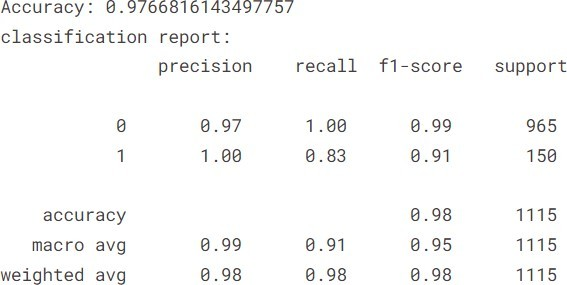 Accuracy: 0.9766816143497757
classification report:
precision recall f1-score support
0 0.97 1.00 0.99 965
1 1.00 0.83 0.91 150
accuracy 0.98 1115
macro avg 0.99 0.91 0.95 1115
weighted avg 0.98 0.98 0.98 1115